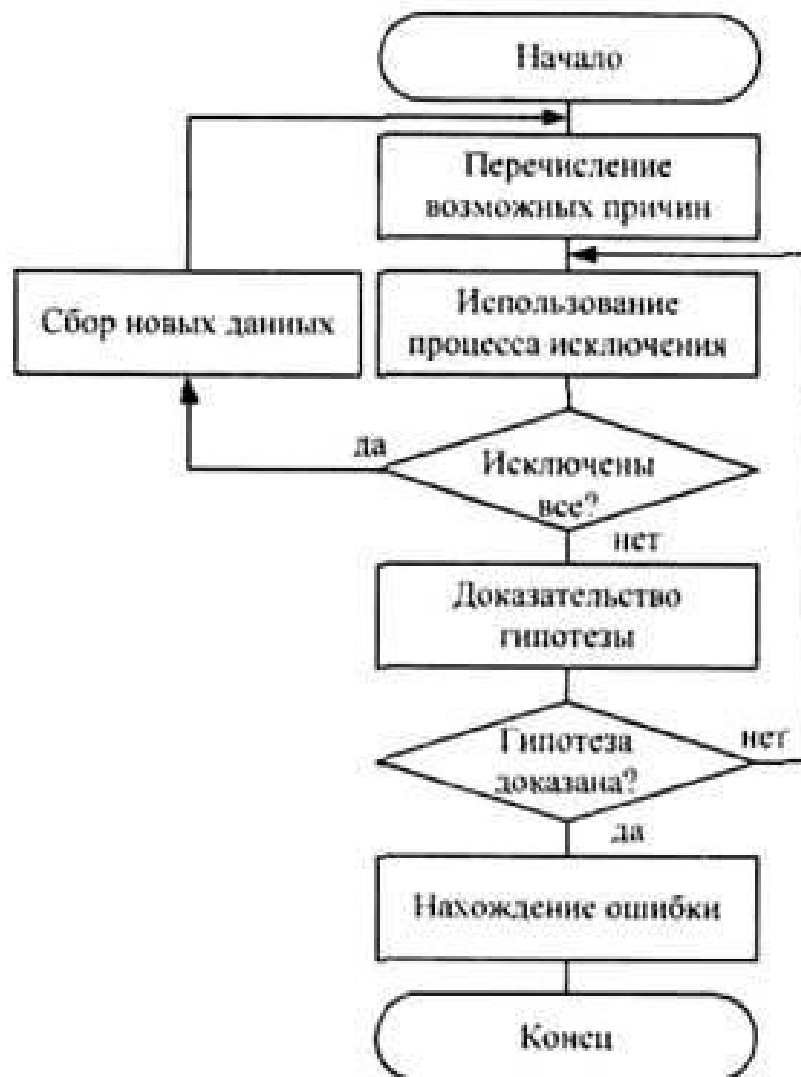 Начало
Перечисление
возможных причин
Сбор новых данных
Использование
процесса исключения
да
Исключены
все?
нет
Доказательство
гипотезы
Гипотеза
доказана?
нет
да
Нахождение ошибки
Конец